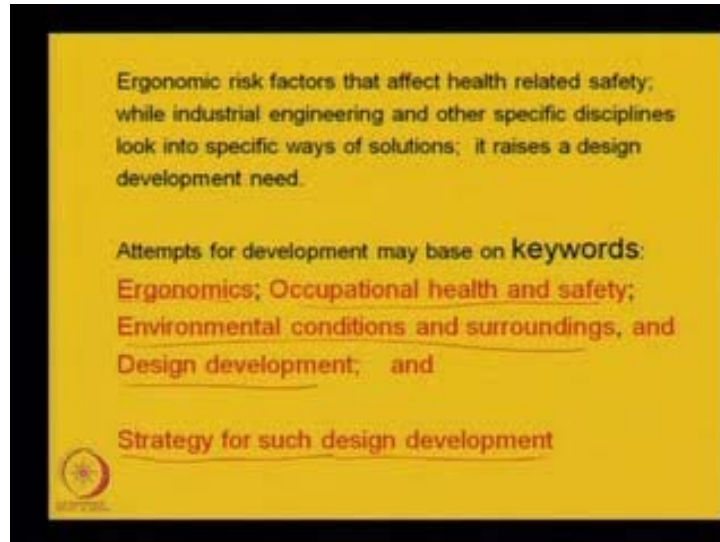 Ergonomic risk factors that affect health related safety;
while industrial engineering and other specific disciplines
look into specific ways of solutions; it raises a design
development need.
Attempts for development may base on keywords:
Ergonomics; Occupational health and safety;
Environmental conditions and surroundings, and
Design development; and
Strategy for such design development
NPTEL